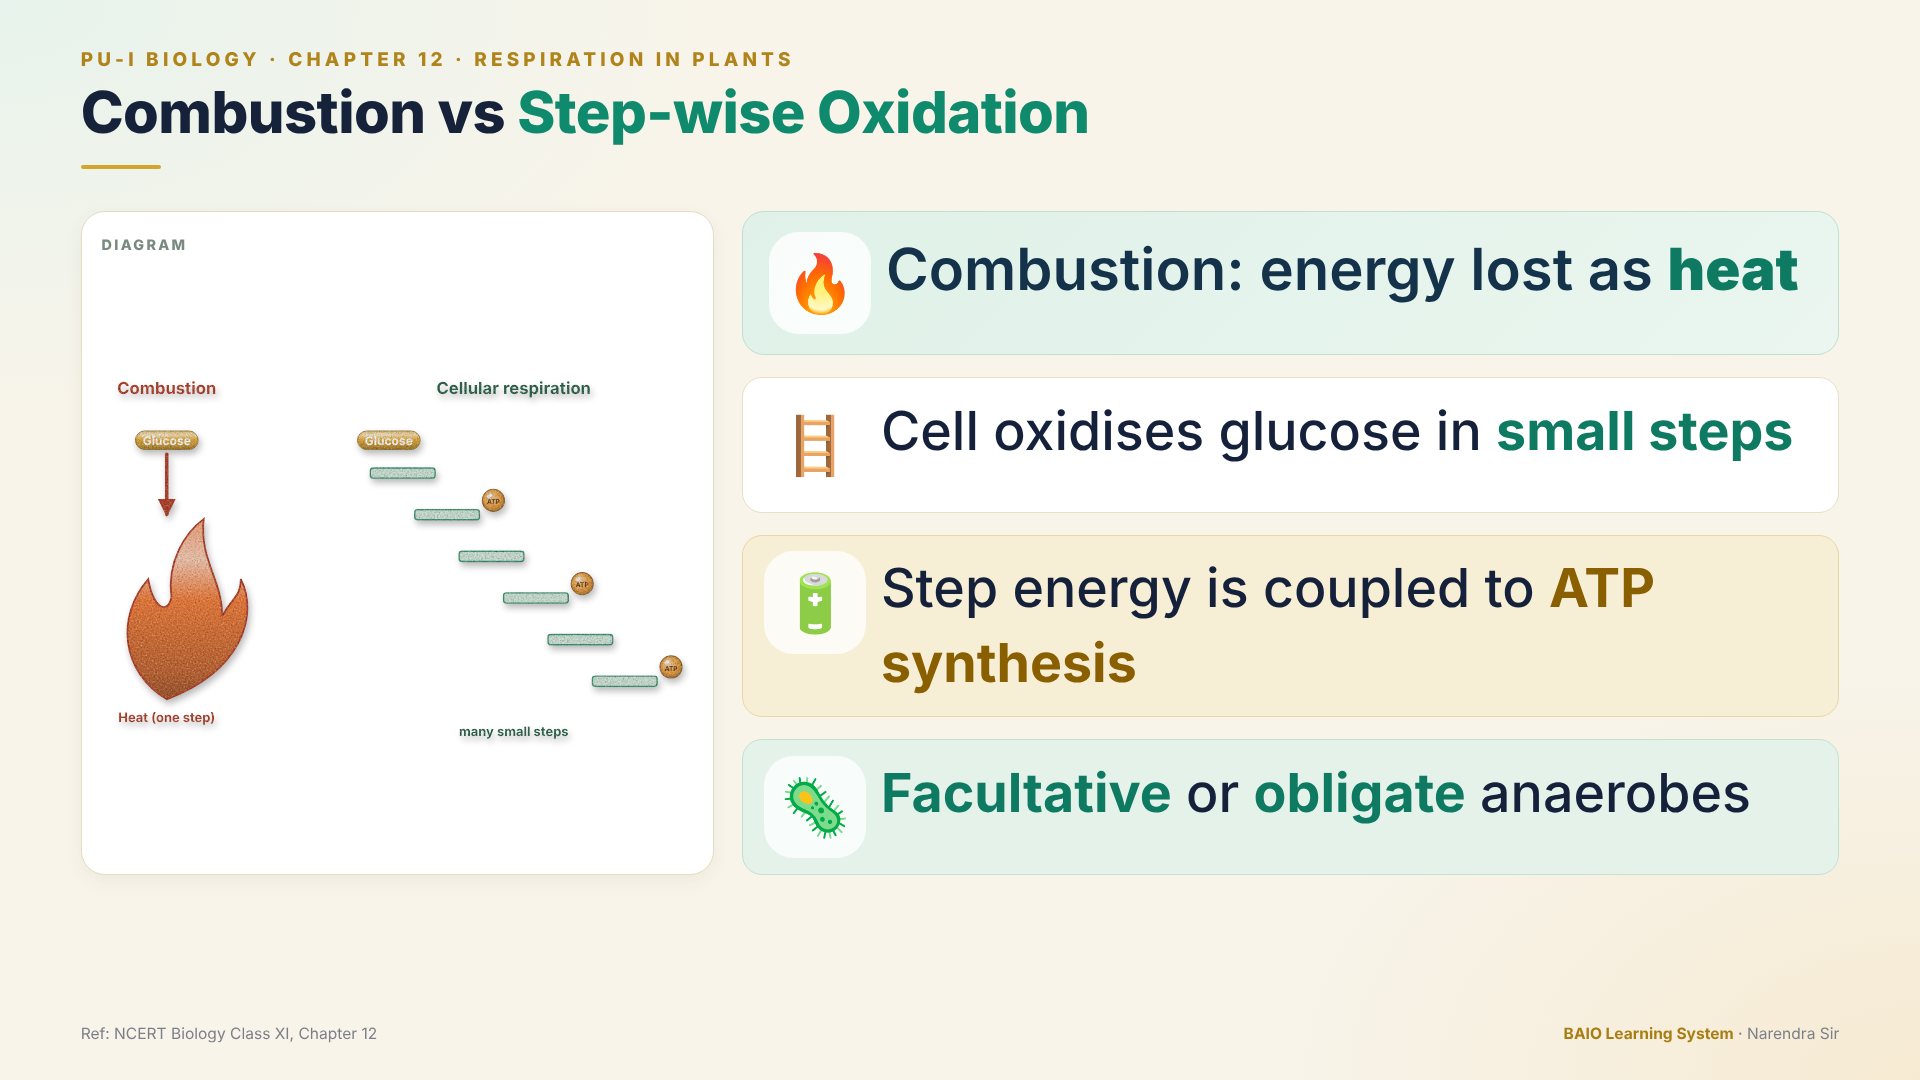 PU-I BIOLOGY · CHAPTER 12 · RESPIRATION IN PLANTS
Combustion vs Step-wise Oxidation
DIAGRAM
Combustion
Cellular respiration
Glucose
Glucose
ATP
ATP
ATP
Heat (one step)
many small steps
Combustion: energy lost as heat
Cell oxidises glucose in small steps
Step energy is coupled to ATP
synthesis
Facultative or obligate anaerobes
Ref: NCERT Biology Class XI, Chapter 12
BAIO Learning System · Narendra Sir